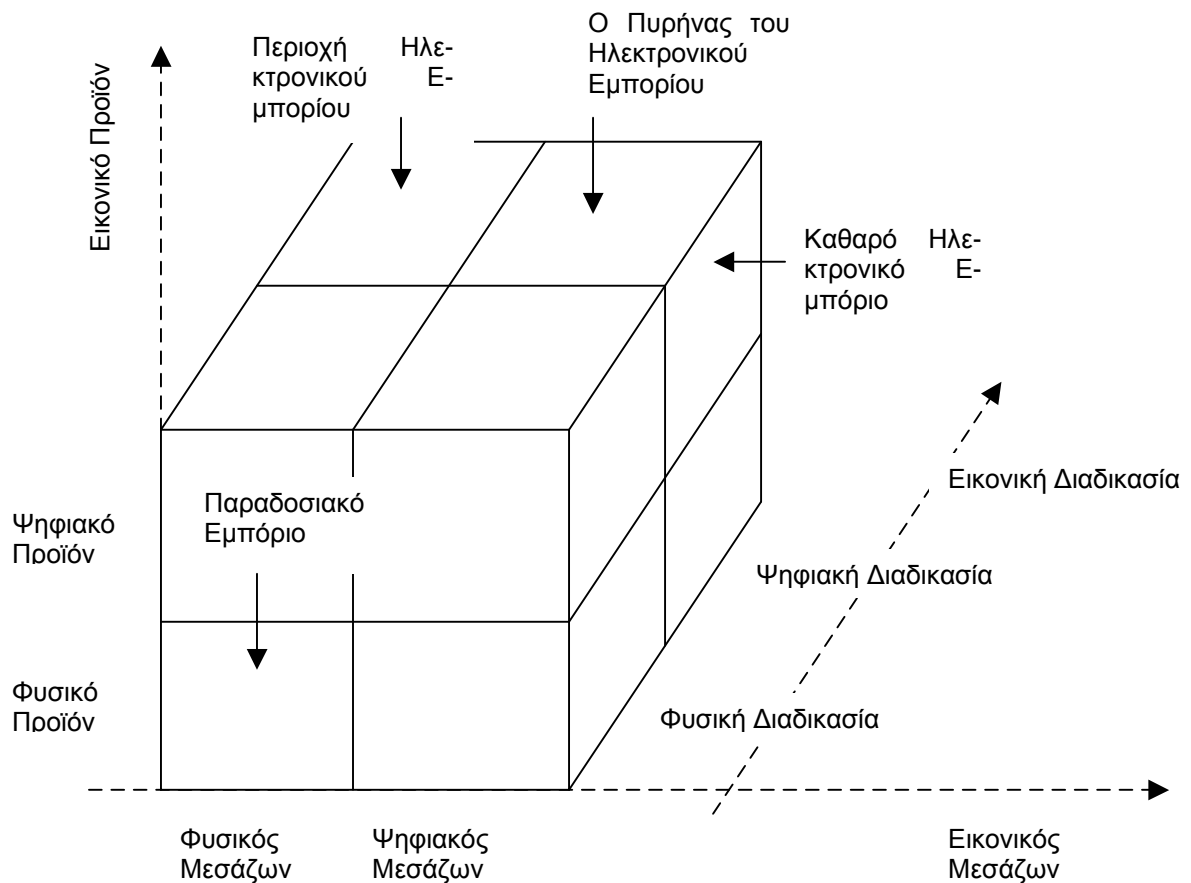 Ο Πυρήνας του
Ηλεκτρονικού
Εμπορίου
Περιοχή Ηλε-
κτρονικού Ε-
μπορίου
Εικονικό Προϊόν
Καθαρό Ηλε-
κτρονικό Ε-
μπόριο
Εικονική Διαδικασία
Παραδοσιακό
Εμπόριο
Ψηφιακό
Προϊόν
Ψηφιακή Διαδικασία
Φυσικό
Προϊόν
Φυσική Διαδικασία
Φυσικός
Μεσάζων
Ψηφιακός
Μεσάζων
Εικονικός
Μεσάζων